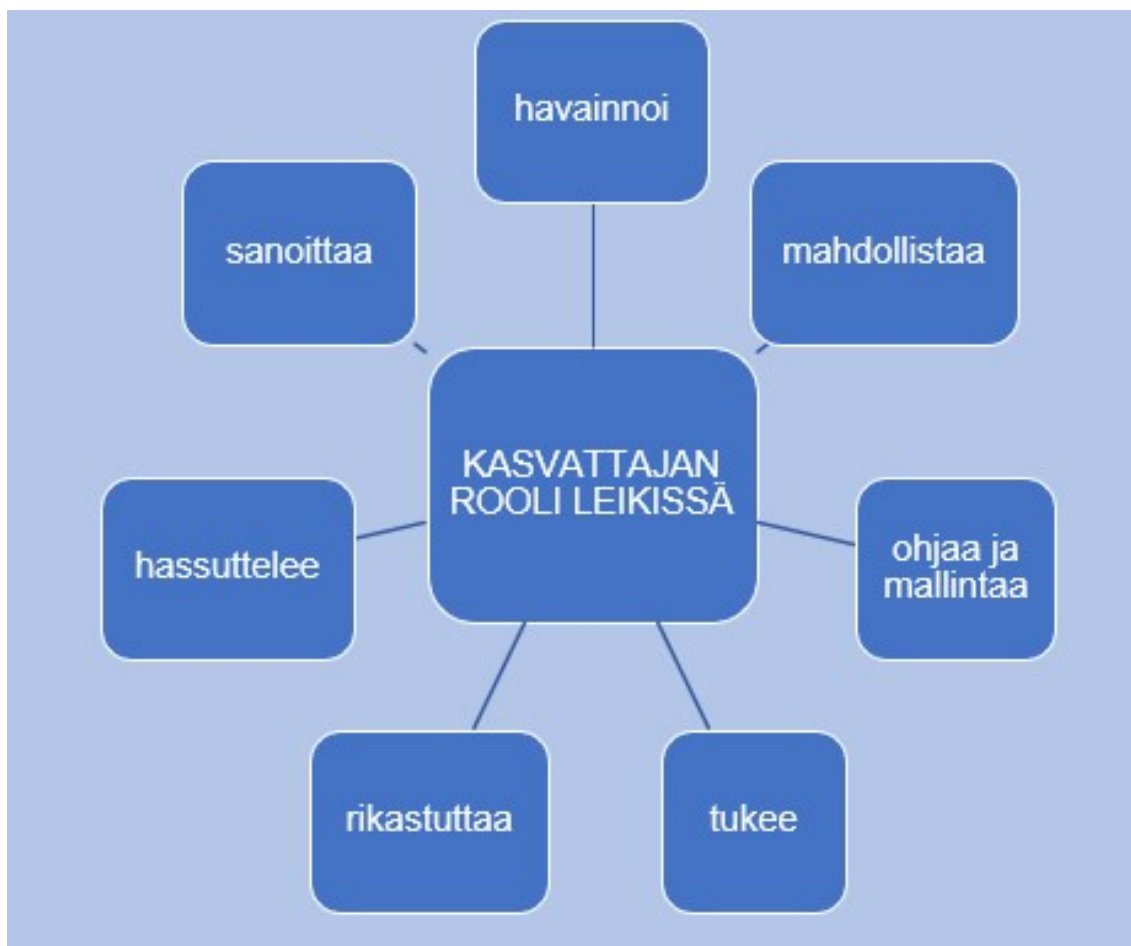 havainnoi
sanoittaa
mahdollistaa
KASVATTAJAN
ROOLI LEIKISSÄ
hassuttelee
ohjaa ja
mallintaa
rikastuttaa
tukee